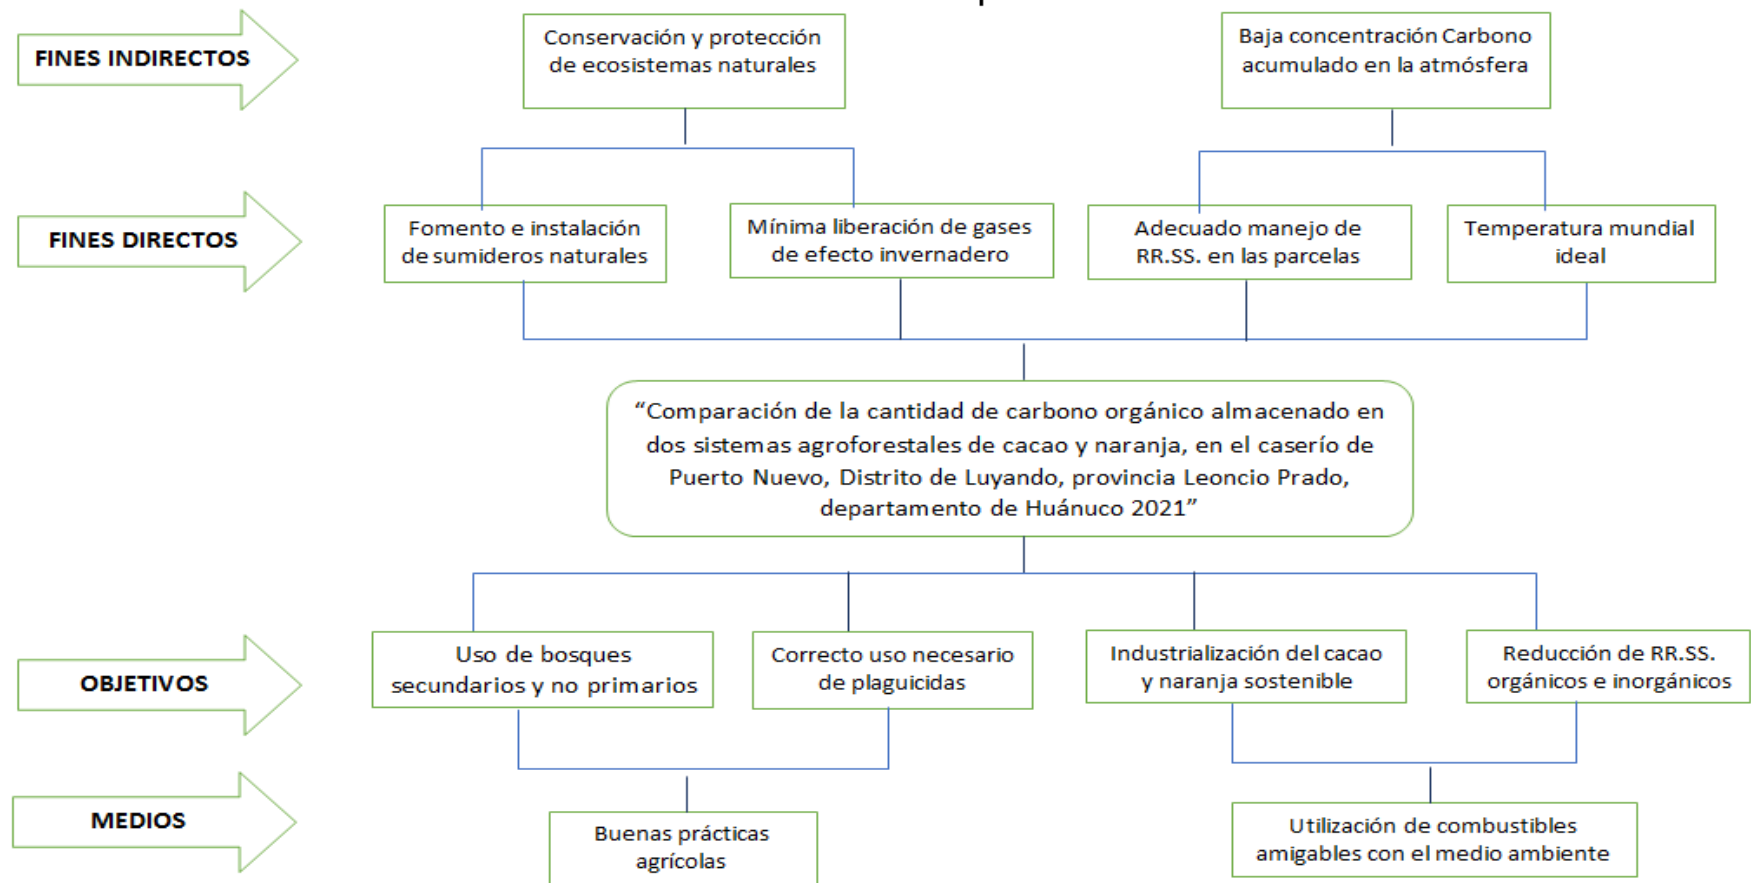 FINES INDIRECTOS
Conservación y protección
de ecosistemas naturales
Baja concentración Carbono
acumulado en la atmósfera
FINES DIRECTOS
Fomento e instalación
de sumideros naturales
Mínima liberación de gases
de efecto invernadero
Adecuado manejo de
RR.SS. en las parcelas
Temperatura mundial
ideal
“Comparación de la cantidad de carbono orgánico almacenado en
dos sistemas agroforestales de cacao y naranja, en el caserío de
Puerto Nuevo, Distrito de Luyando, provincia Leoncio Prado,
departamento de Huánuco 2021”
OBJETIVOS
Uso de bosques
secundarios y no primarios
Correcto uso necesario
de plaguicidas
Industrialización del cacao
y naranja sostenible
Reducción de RR.SS.
orgánicos e inorgánicos
MEDIOS
Buenas prácticas
agrícolas
Utilización de combustibles
amigables con el medio ambiente